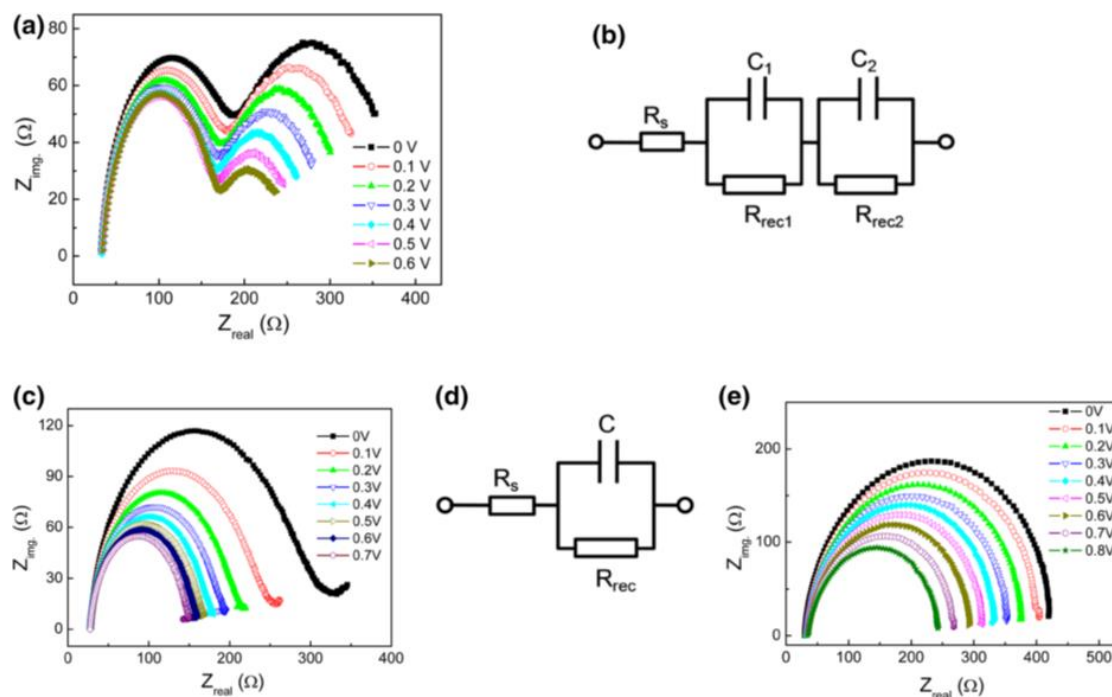 (a)
80
60
40
20
0
Z_img. (Ω)
0 100 200 300 400
Z_real (Ω)
0 V
0.1 V
0.2 V
0.3 V
0.4 V
0.5 V
0.6 V
(b)
C_1 C_2
R_s
R_rec1 R_rec2
(c)
120
90
60
30
0
Z_img. (Ω)
0 100 200 300 400
Z_real (Ω)
0V
0.1V
0.2V
0.3V
0.4V
0.5V
0.6V
0.7V
(d)
C
R_s
R_rec
(e)
200
100
0
Z_img. (Ω)
0 100 200 300 400 500
Z_real (Ω)
0V
0.1V
0.2V
0.3V
0.4V
0.5V
0.6V
0.7V
0.8V